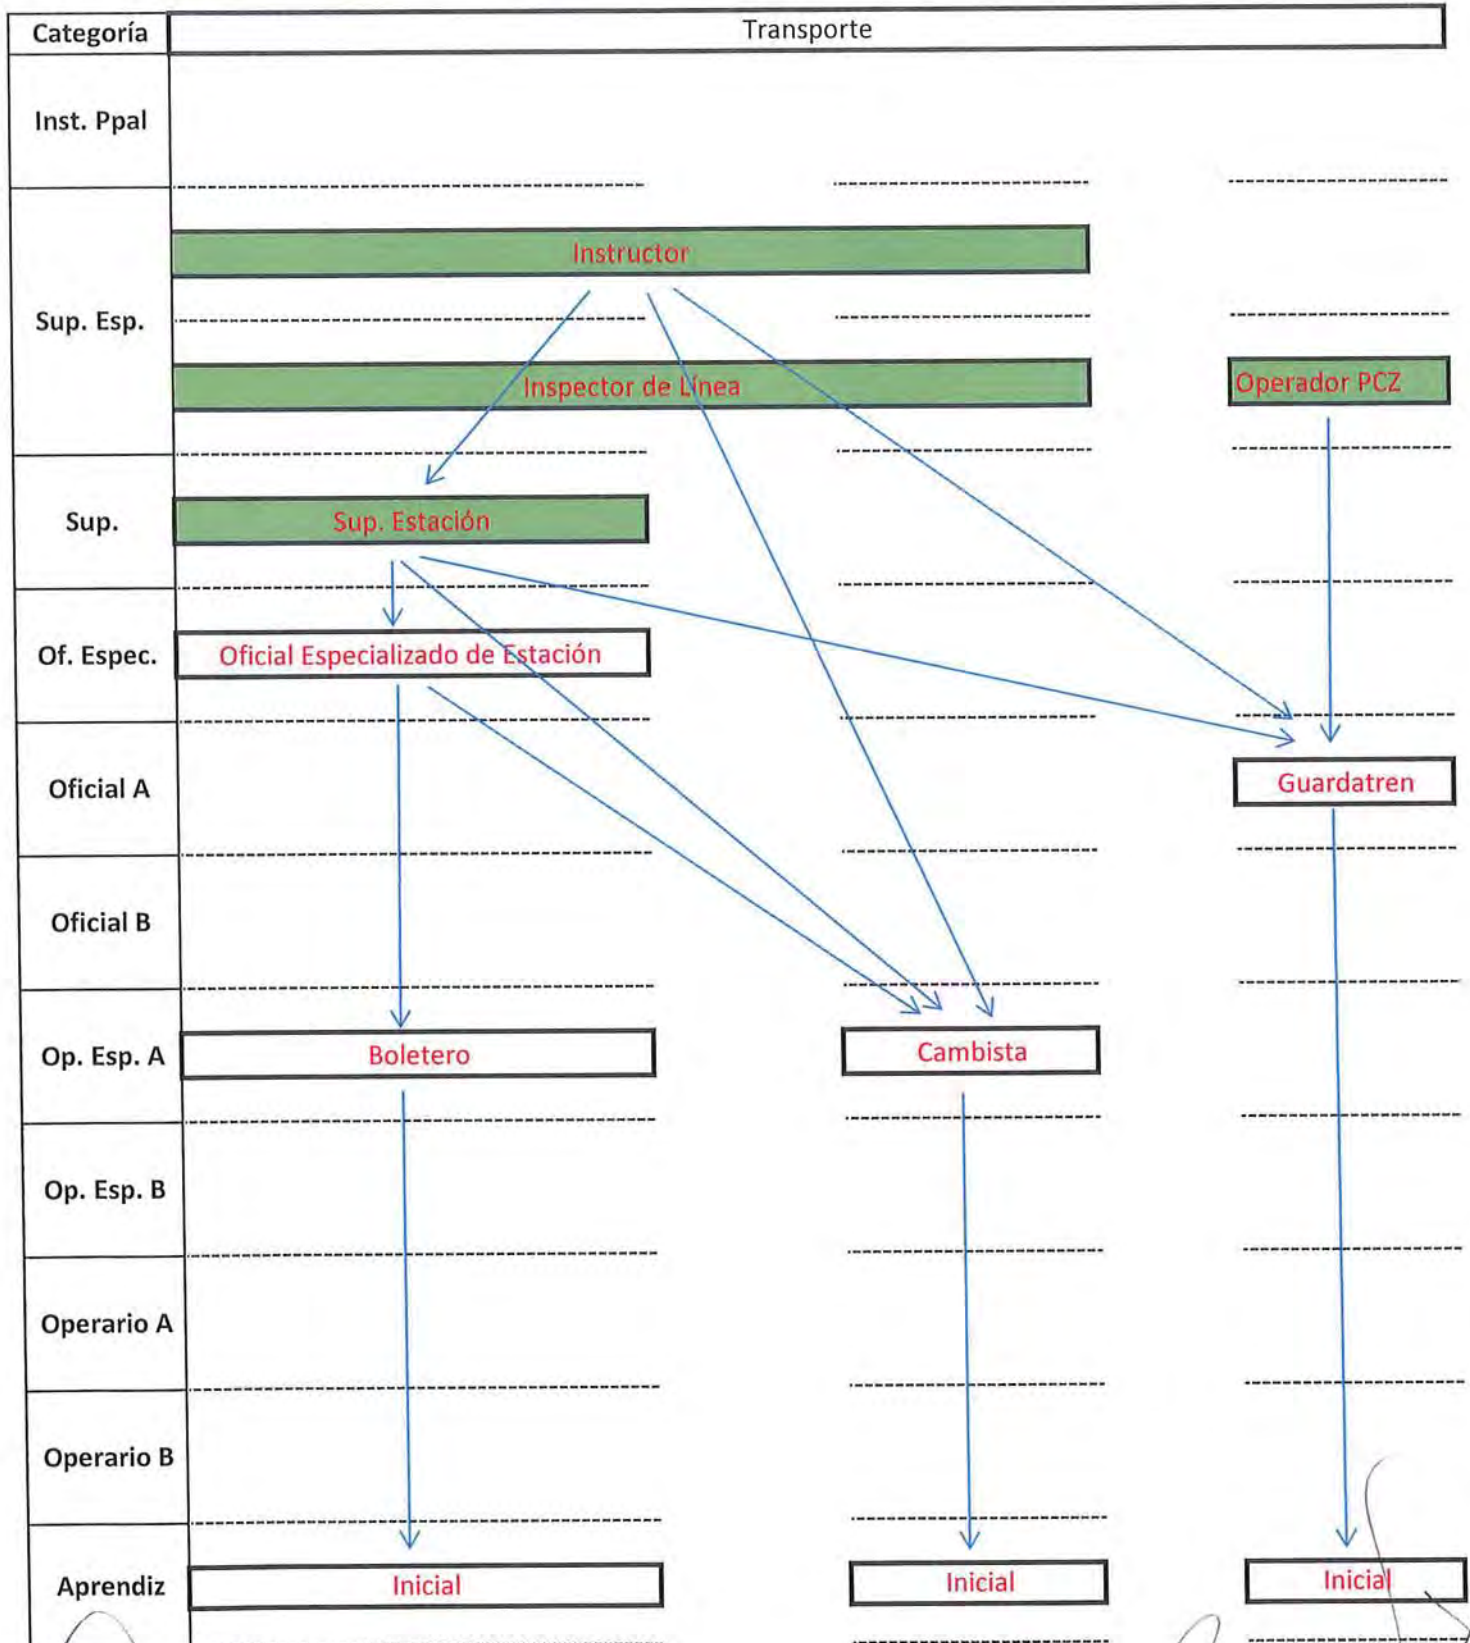 Categoría Transporte
Inst. Ppal
Instructor
Sup. Esp.
Inspector de Línea Operador PCZ
Sup. Sup. Estación
Of. Espec. Oficial Especializado de Estación
Oficial A Guardatren
Oficial B
Op. Esp. A Boletero Cambista
Op. Esp. B
Operario A
Operario B
Aprendiz Inicial Inicial Inicial